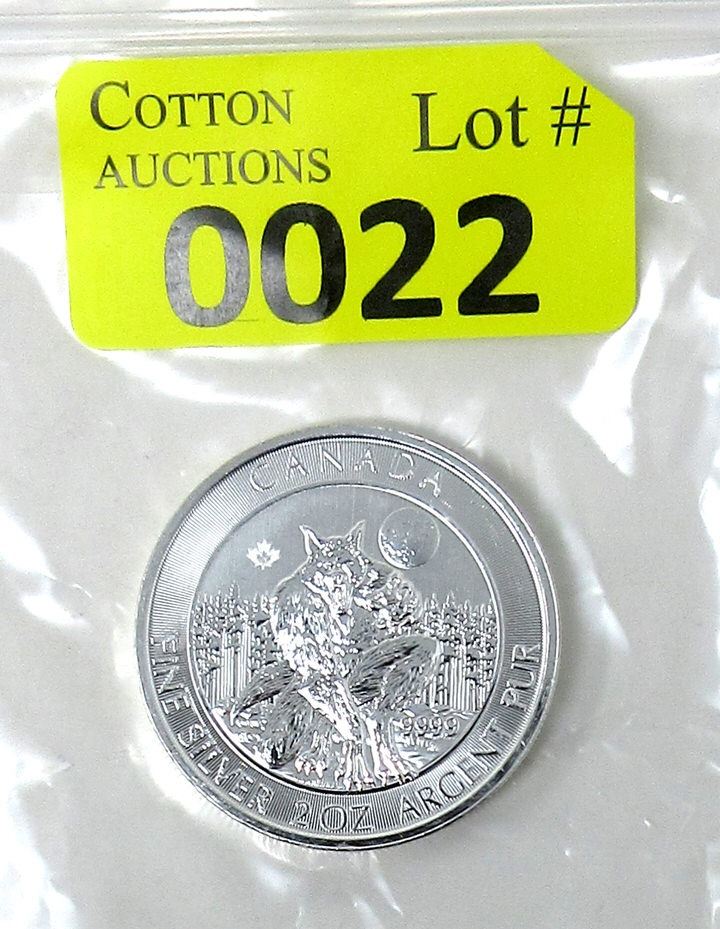 COTTON
AUCTIONS
Lot #
0022
CANADA
9999
FINE SILVER 2 OZ ARGENT PUR